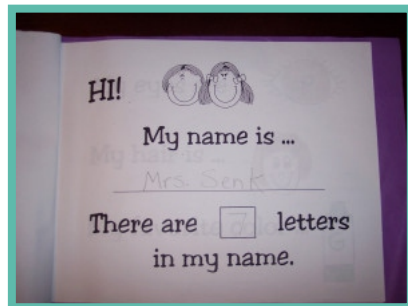 HI!
My name is ...
Mrs. Senk
There are 7 letters
in my name.